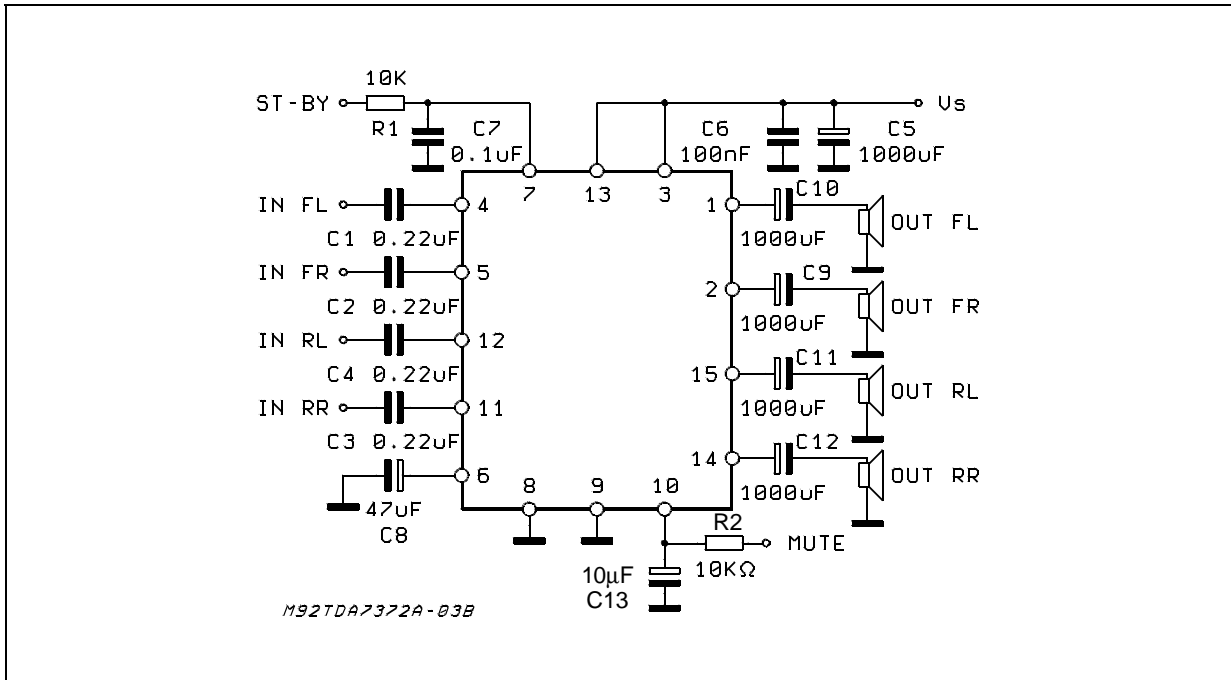 10K
ST-BY
R1
C7
0.1uF
C6
100nF
C5
1000uF
Vs
7
13
3
IN FL
4
C1 0.22uF
IN FR
5
C2 0.22uF
IN RL
12
C4 0.22uF
IN RR
11
C3 0.22uF
6
47uF
C8
8
9
10
1
C10
1000uF
OUT FL
2
C9
1000uF
OUT FR
15
C11
1000uF
OUT RL
14
C12
1000uF
OUT RR
R2
MUTE
10KΩ
10μF
C13
M92TDA7372A-03B